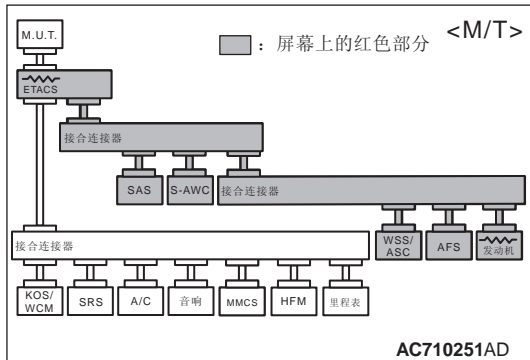 M.U.T.
: 屏幕上的红色部分
<M/T>
ETACS
接合连接器
SAS
S-AWC
接合连接器
接合连接器
WSS/
ASC
AFS
发动机
KOS/
WCM
SRS
A/C
音响
MMCS
HFM
里程表
AC710251AD